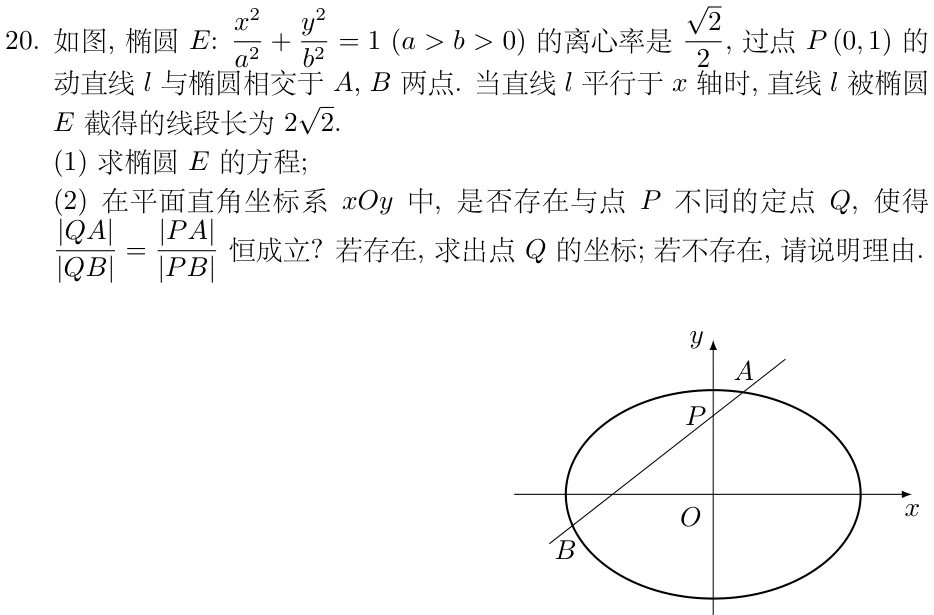 20. 如图, 椭圆 E: x²/a² + y²/b² = 1 (a > b > 0) 的离心率是 √2/2, 过点 P (0, 1) 的
动直线 l 与椭圆相交于 A, B 两点. 当直线 l 平行于 x 轴时, 直线 l 被椭圆
E 截得的线段长为 2√2.
(1) 求椭圆 E 的方程;
(2) 在平面直角坐标系 xOy 中, 是否存在与点 P 不同的定点 Q, 使得
|QA|/|QB| = |PA|/|PB| 恒成立? 若存在, 求出点 Q 的坐标; 若不存在, 请说明理由.
y
A
P
O
x
B